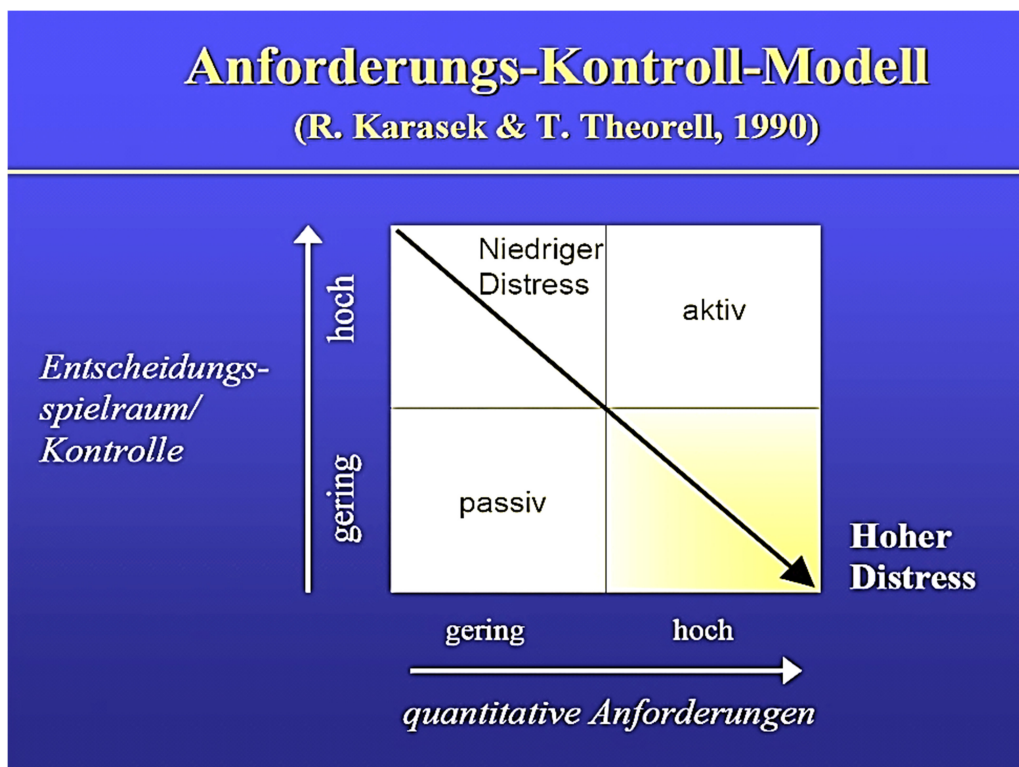 Anforderungs-Kontroll-Modell
(R. Karasek & T. Theorell, 1990)
Niedriger
Distress
aktiv
hoch
Entscheidungs-
spielraum/
Kontrolle
gering
passiv
Hoher
Distress
gering
hoch
quantitative Anforderungen